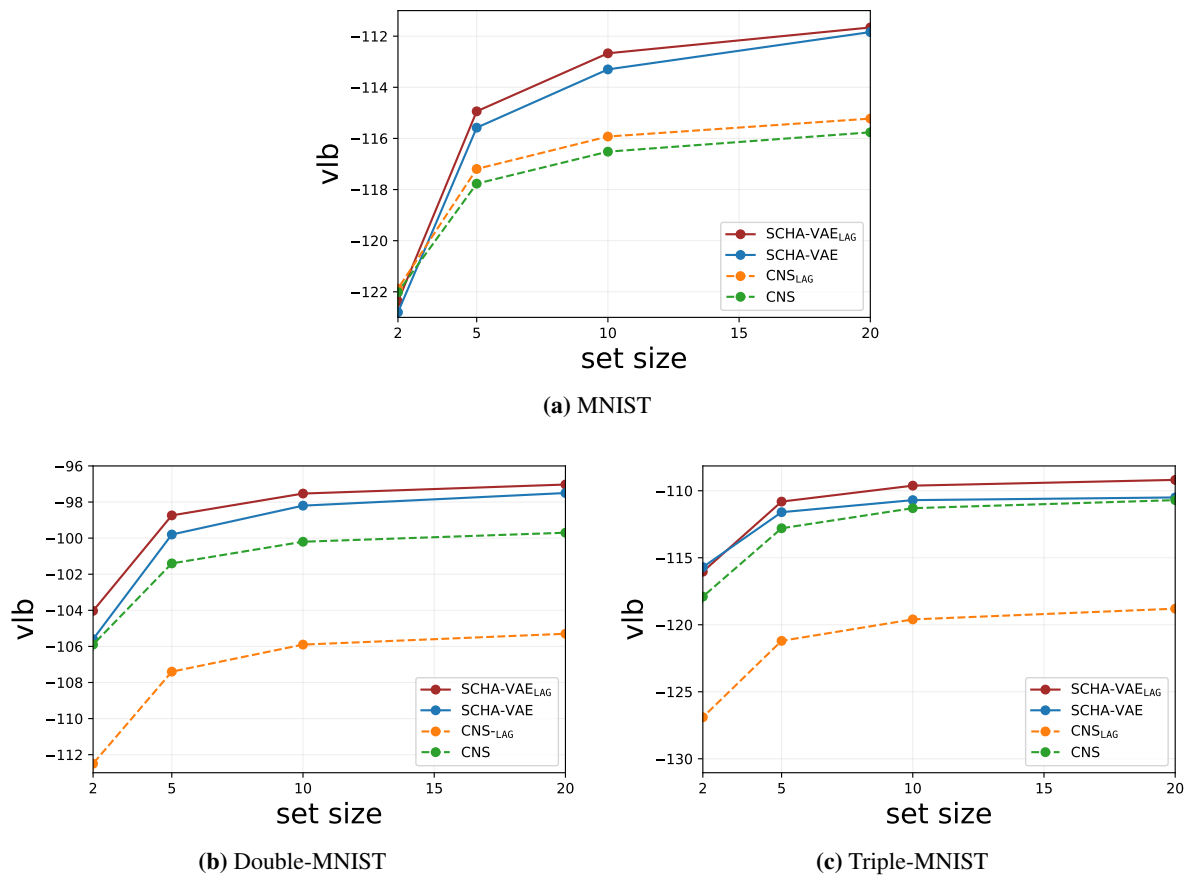 −112
−114
−116
−118
−120
−122
vlb
2
5
10
15
20
set size
SCHA-VAE_LAG
SCHA-VAE
CNS_LAG
CNS
(a) MNIST
−96
−98
−100
−102
−104
−106
−108
−110
−112
vlb
2
5
10
15
20
set size
SCHA-VAE_LAG
SCHA-VAE
CNS-_LAG
CNS
(b) Double-MNIST
−110
−115
−120
−125
−130
vlb
2
5
10
15
20
set size
SCHA-VAE_LAG
SCHA-VAE
CNS_LAG
CNS
(c) Triple-MNIST